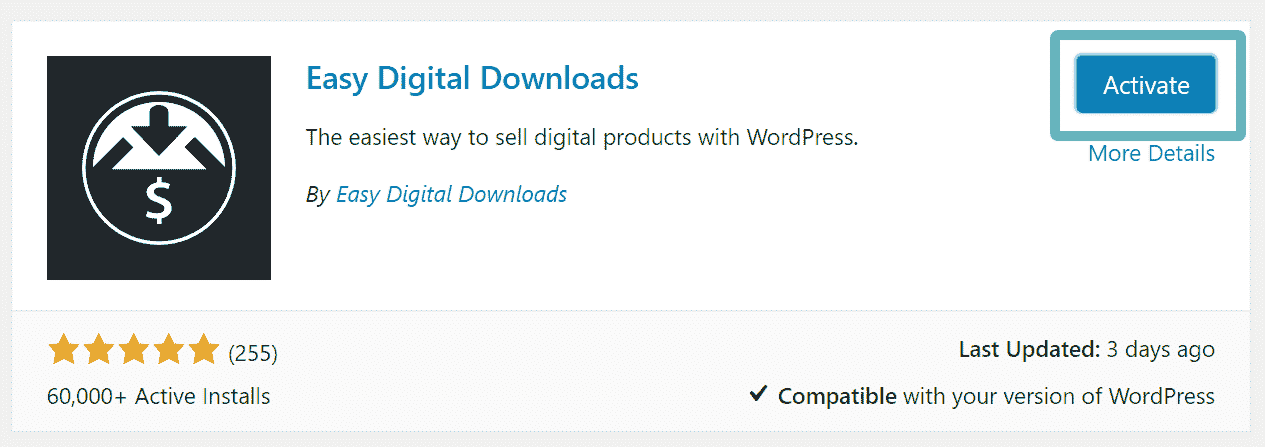 Easy Digital Downloads
Activate
The easiest way to sell digital products with WordPress.
More Details
By Easy Digital Downloads
$
(255)
Last Updated: 3 days ago
60,000+ Active Installs
Compatible with your version of WordPress